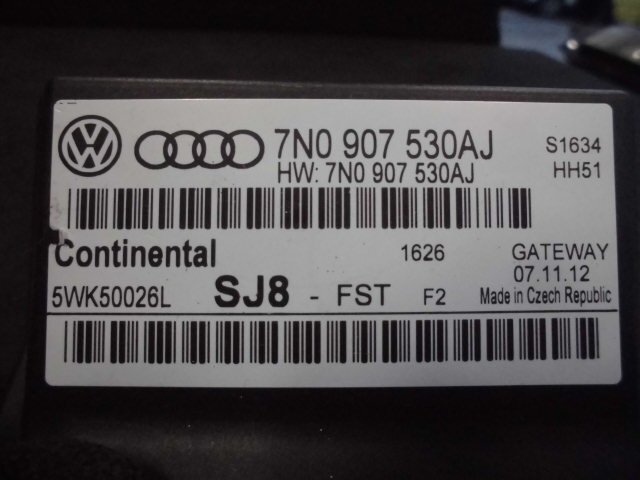 7N0 907 530AJ S1634
HW: 7N0 907 530AJ HH51
Continental 1626 GATEWAY
07.11.12
5WK50026L SJ8 - FST F2 Made in Czech Republic